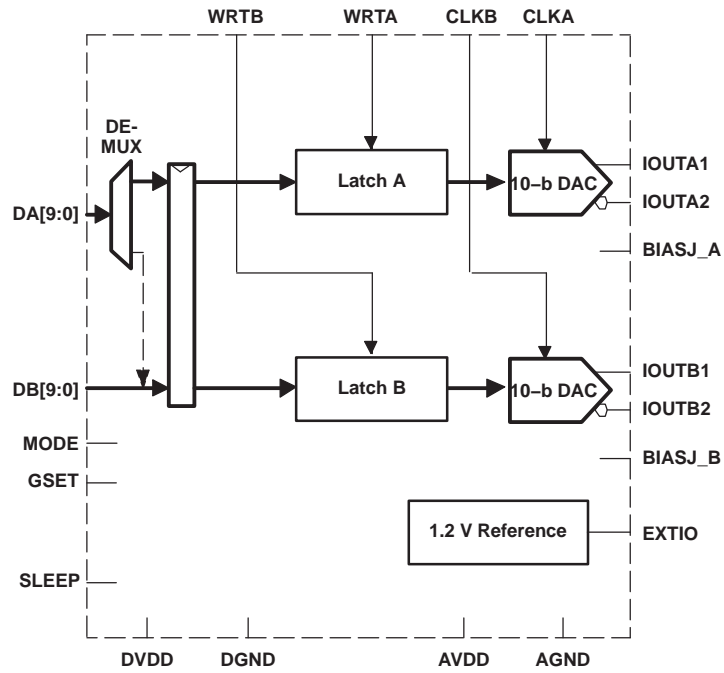 WRTB WRTA CLKB CLKA
DE-
MUX
IOUTA1
Latch A
10–b DAC
IOUTA2
DA[9:0]
BIASJ_A
IOUTB1
DB[9:0]
Latch B
10–b DAC
IOUTB2
MODE
BIASJ_B
GSET
1.2 V Reference
EXTIO
SLEEP
DVDD DGND AVDD AGND